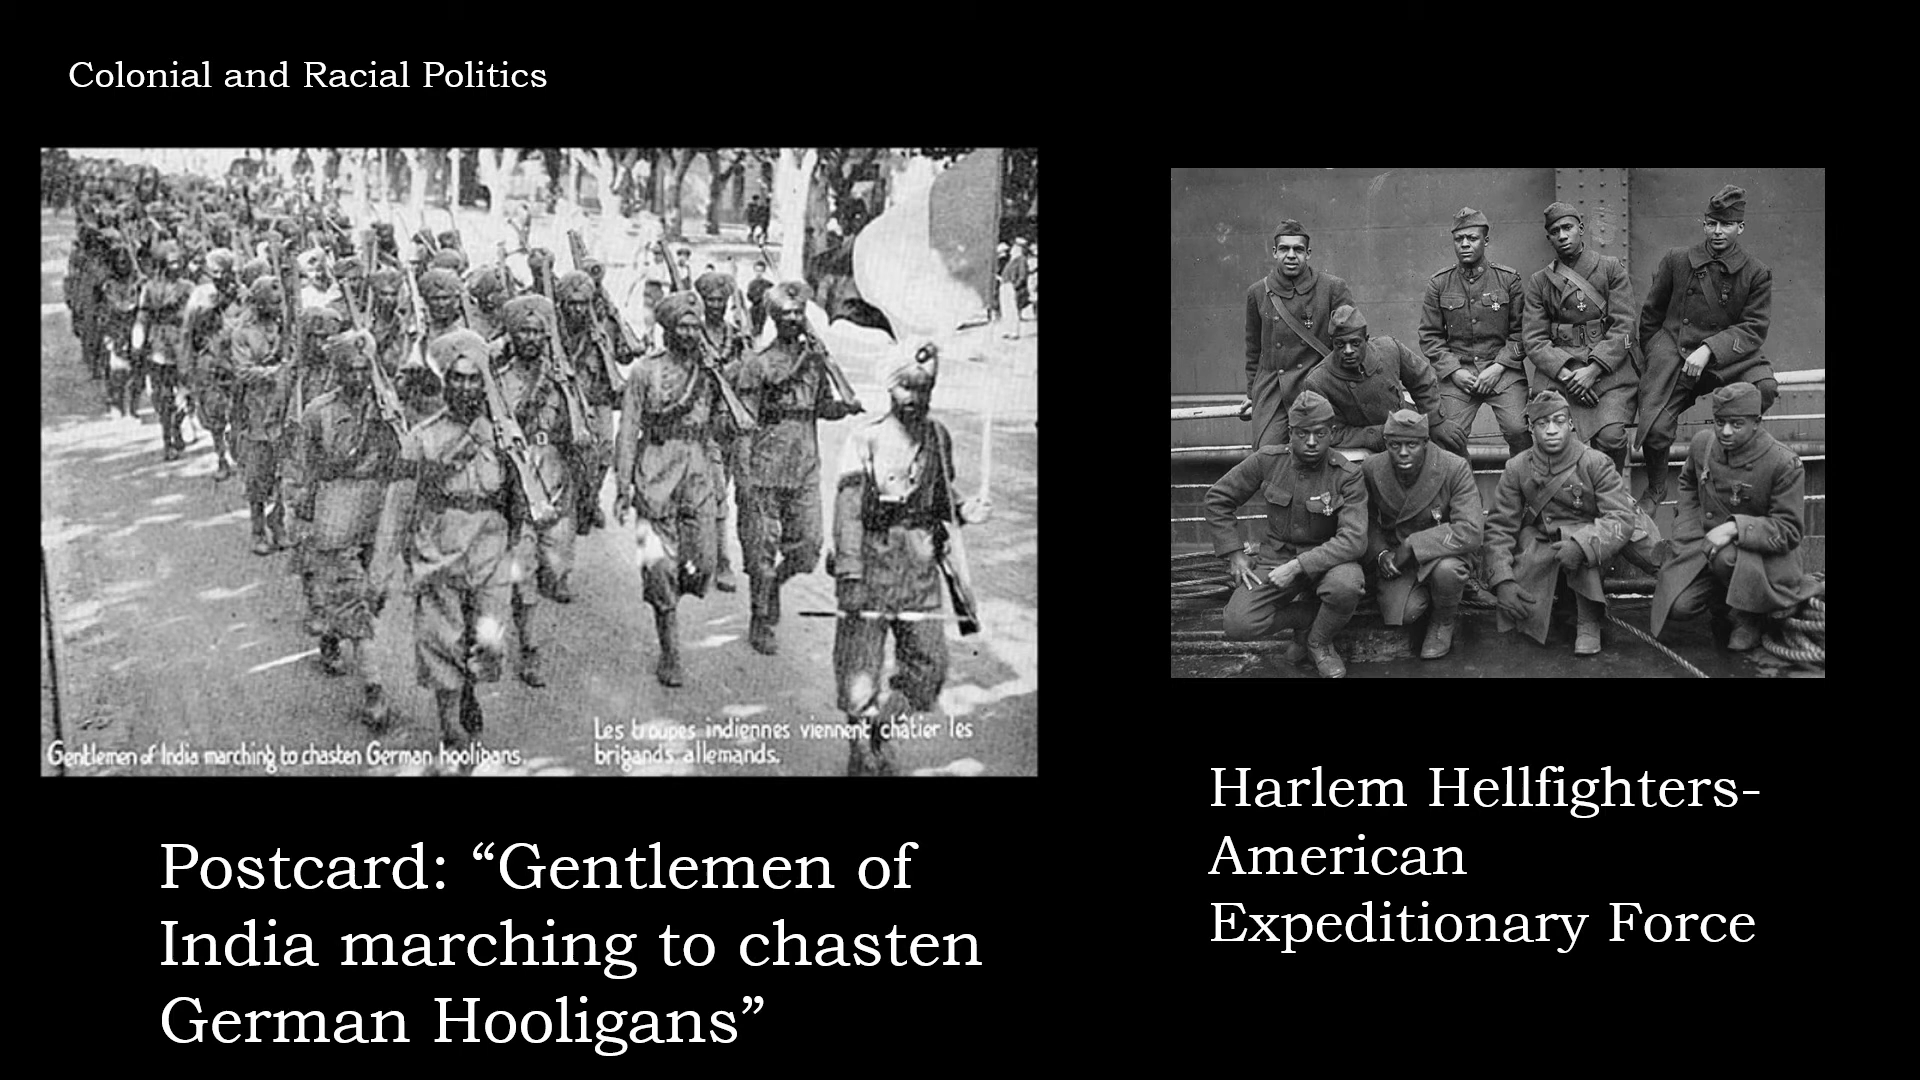 Colonial and Racial Politics
Gentlemen of India marching to chasten German hooligans.
Les troupes indiennes viennent châtier les
brigands allemands.
Postcard: “Gentlemen of
India marching to chasten
German Hooligans”
Harlem Hellfighters-
American
Expeditionary Force